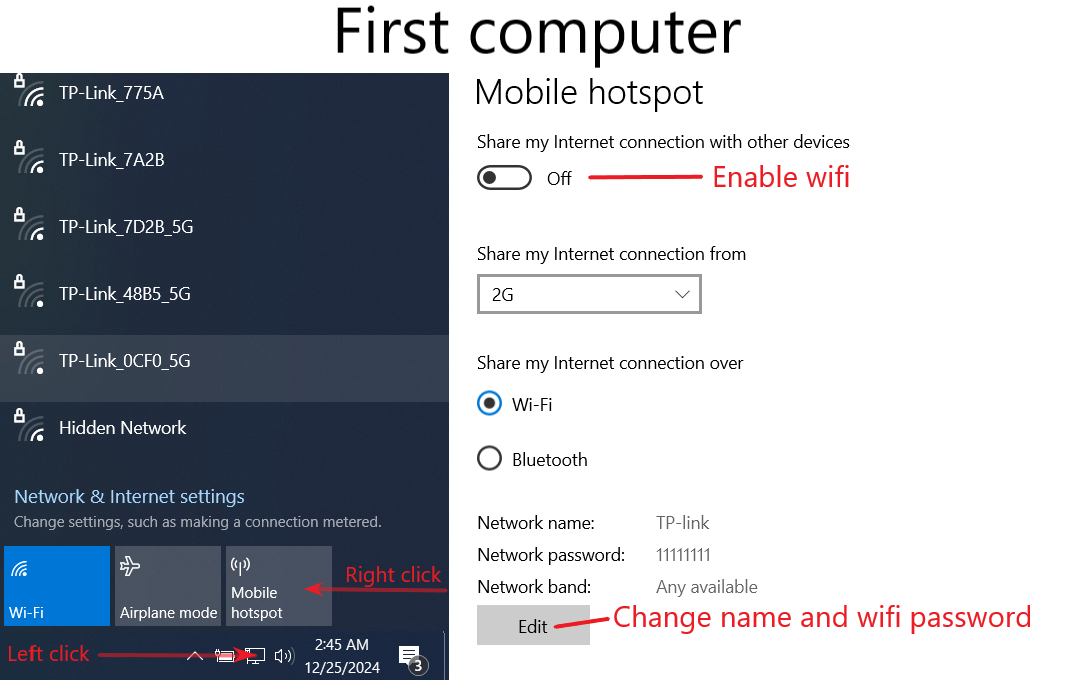 First computer
TP-Link_775A
TP-Link_7A2B
TP-Link_7D2B_5G
TP-Link_48B5_5G
TP-Link_0CF0_5G
Hidden Network
Network & Internet settings
Change settings, such as making a connection metered.
Wi-Fi
Airplane mode
Mobile
hotspot
Right click
Left click
2:45 AM
12/25/2024
3
Mobile hotspot
Share my Internet connection with other devices
Off
Enable wifi
Share my Internet connection from
2G
Share my Internet connection over
Wi-Fi
Bluetooth
Network name: TP-link
Network password: 11111111
Network band: Any available
Edit
Change name and wifi password